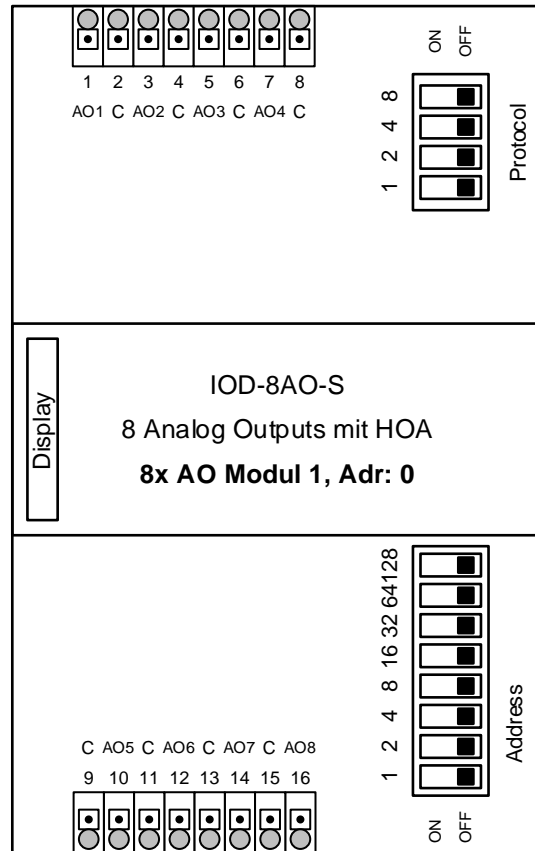 1 2 3 4 5 6 7 8
AO1 C AO2 C AO3 C AO4 C
ON
OFF
8
4
2
1
Protocol
Display
IOD-8AO-S
8 Analog Outputs mit HOA
8x AO Modul 1, Adr: 0
128
64
32
16
8
4
2
1
Address
C AO5 C AO6 C AO7 C AO8
9 10 11 12 13 14 15 16
ON
OFF